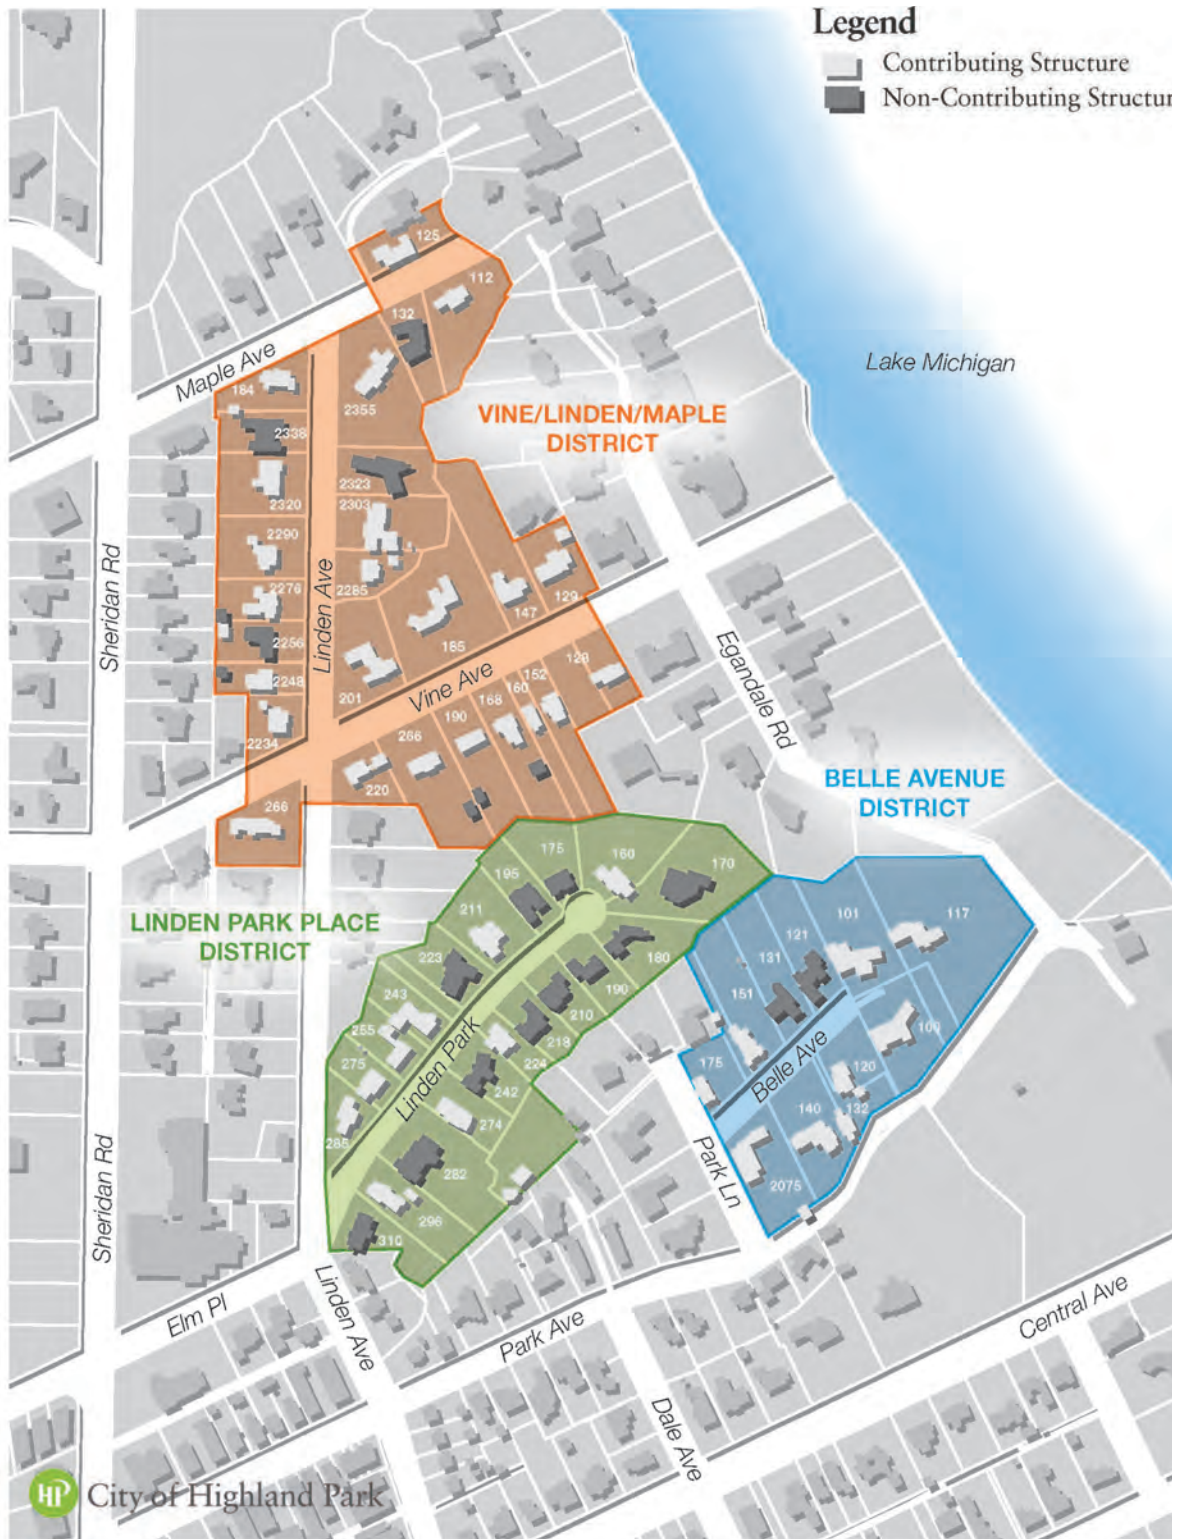 Legend
Contributing Structure
Non-Contributing Structur
125
112
132
Maple Ave
184
2355
Lake Michigan
VINE/LINDEN/MAPLE
DISTRICT
2338
2323
2320
2303
2290
Sheridan Rd
Linden Ave
2276
2285
147
129
2256
185
2248
201
Vine Ave
128
152
160
168
190
Egandale Rd
2234
266
220
266
BELLE AVENUE
DISTRICT
175
160
170
195
211
LINDEN PARK PLACE
DISTRICT
101
117
121
223
180
131
243
190
151
210
255
Linden Park
218
109
275
224
175
Belle Ave
120
242
274
140
132
285
282
2075
Park Ln
Sheridan Rd
296
310
Elm Pl
Linden Ave
Park Ave
Central Ave
Dale Ave
HP City of Highland Park